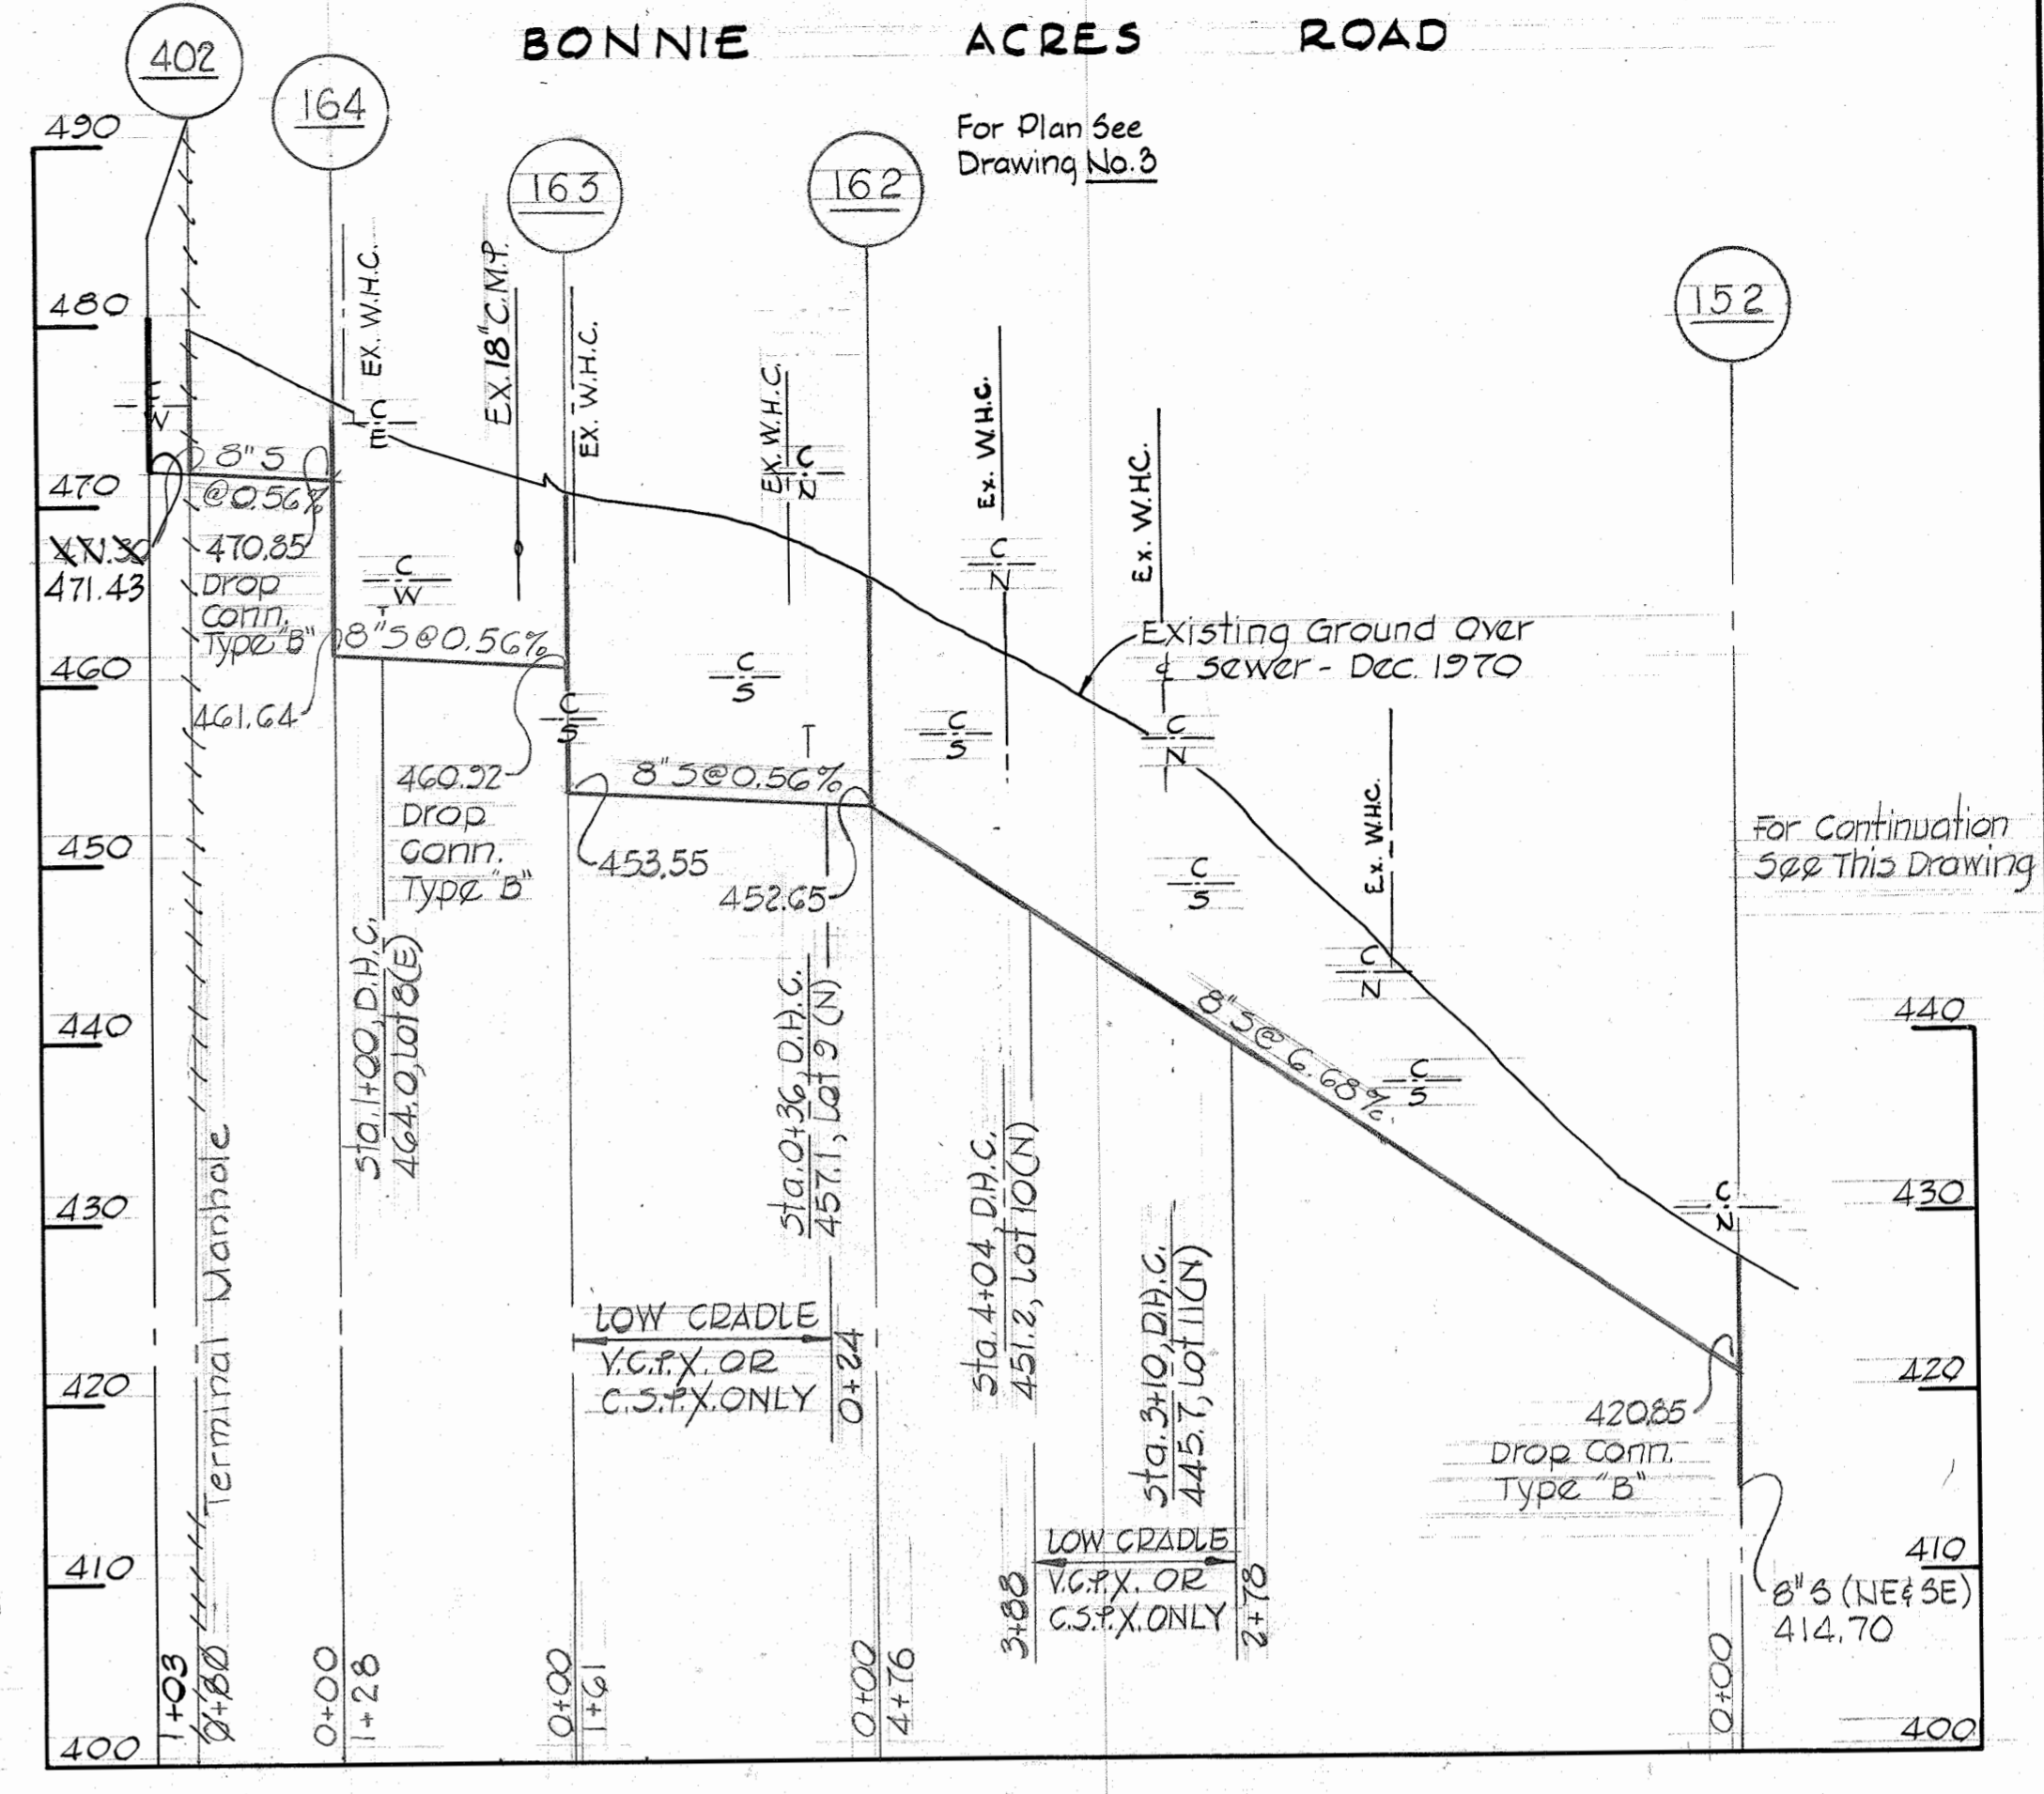 BONNIE ACRES ROAD
402
164
163
162
152
For Plan See
Drawing No.3
490
480
470
460
450
440
430
420
410
400
EX. W.H.C.
EX.18"C.M.P.
EX. W.H.C.
EX. W.H.C.
Ex. W.H.C.
Ex. W.H.C.
Ex. W.H.C.
8"S
@0.56%
471.30
471.43
470.85
Drop
Conn.
Type "B"
461.64
C
W
8"S@0.56%
460.92
Drop
Conn.
Type "B"
C
S
C
S
8"S@0.56%
T
453.55
452.65
C
N
C
N
C
S
Existing Ground Over
℄ Sewer - Dec. 1970
C
N
C
S
C
N
C
S
8"S@6.68%
C
N
For Continuation
See This Drawing
Sta.1+00,D.H.C.
464.0,Lot 8(E)
Sta.0+36,D.H.C.
457.1, Lot 9 (N)
Sta.4+04, D.H.C.
451.2, Lot 10(N)
Sta.3+10,D.H.C.
445.7, Lot 11(N)
Terminal Manhole
LOW CRADLE
V.C.P.X. OR
C.S.P.X.ONLY
0+24
LOW CRADLE
V.C.P.X. OR
C.S.P.X.ONLY
3+88
2+78
420.85
Drop Conn.
Type "B"
8"S (NE&SE)
414.70
440
430
420
410
400
1+03
0+80
0+00
1+28
0+00
1+61
0+00
4+76
0+00